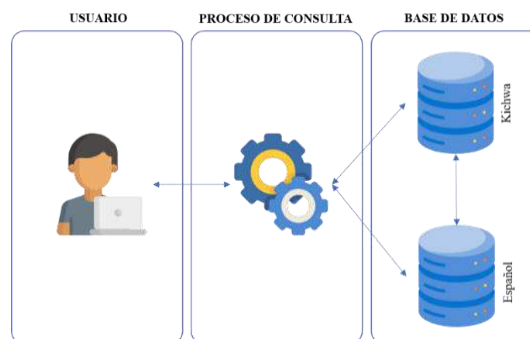 USUARIO
PROCESO DE CONSULTA
BASE DE DATOS
Kichwa
Español